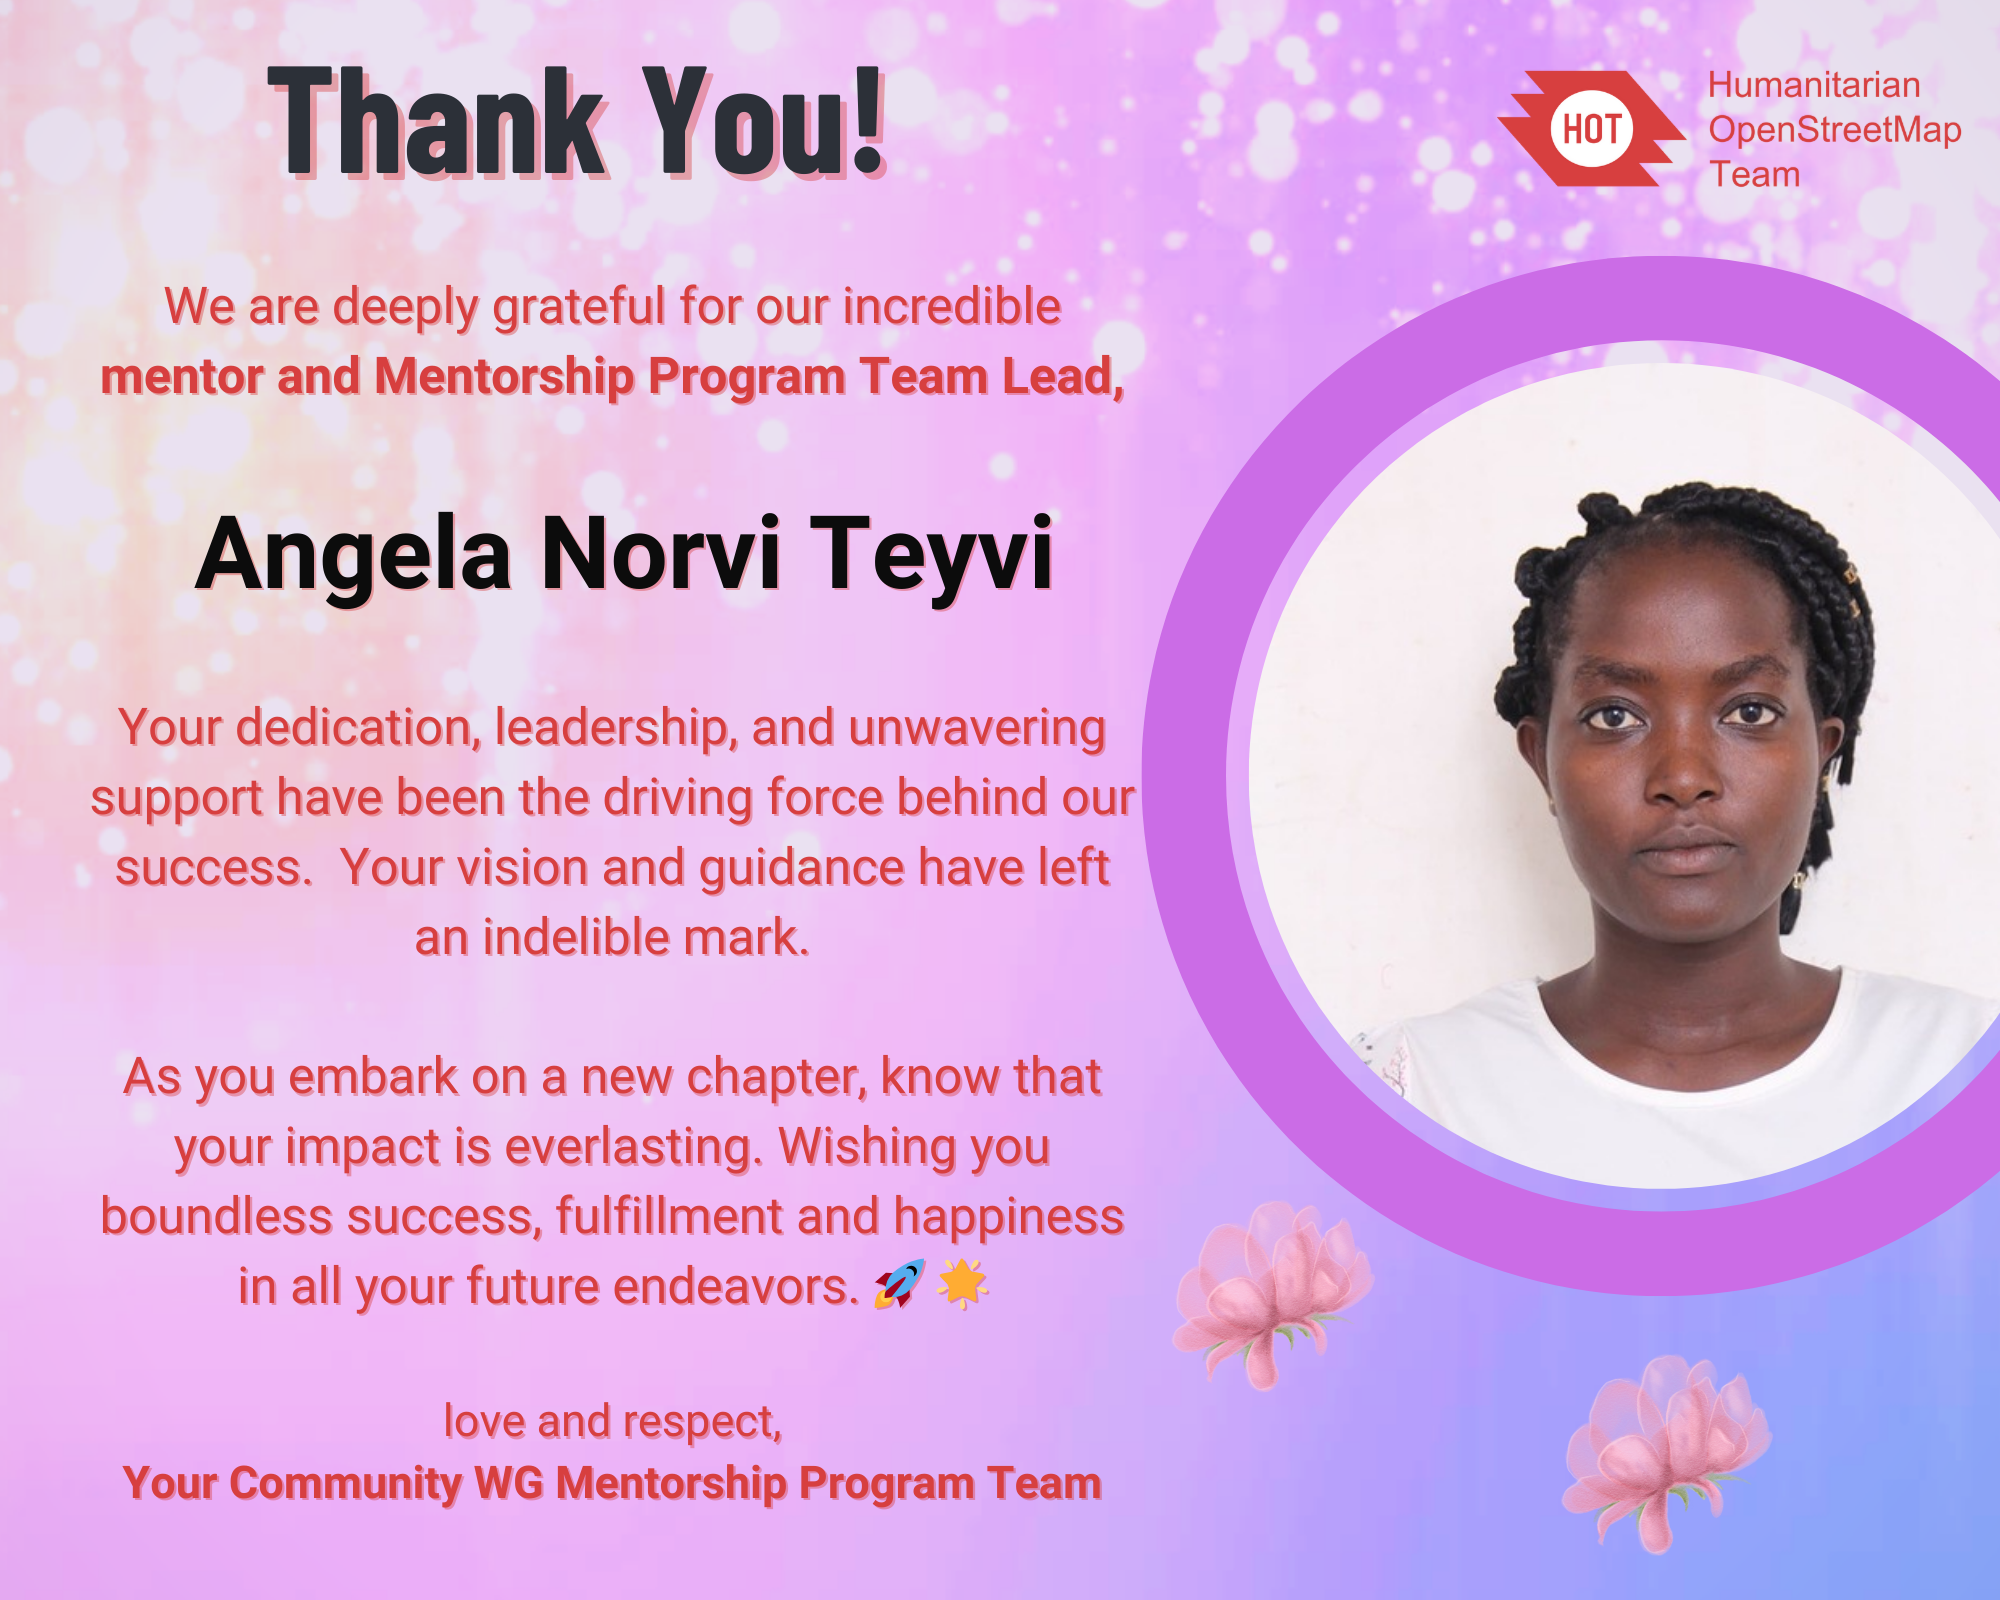 Thank You!
HOT
Humanitarian
OpenStreetMap
Team
We are deeply grateful for our incredible
mentor and Mentorship Program Team Lead,
Angela Norvi Teyvi
Your dedication, leadership, and unwavering
support have been the driving force behind our
success.  Your vision and guidance have left
an indelible mark.
As you embark on a new chapter, know that
your impact is everlasting. Wishing you
boundless success, fulfillment and happiness
in all your future endeavors. 🚀 🌟
love and respect,
Your Community WG Mentorship Program Team